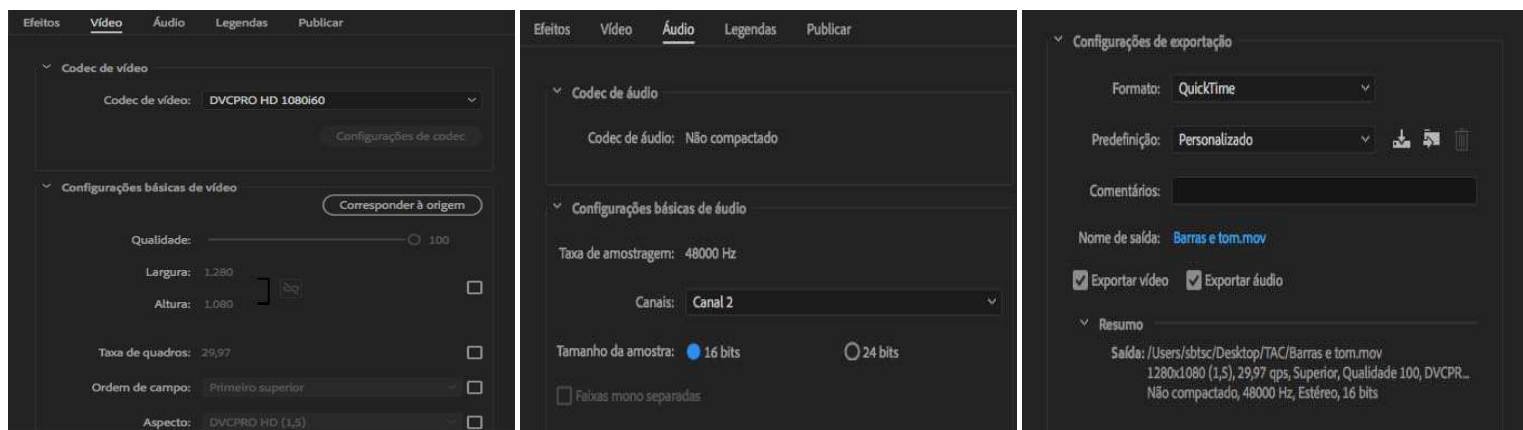 Efeitos Vídeo Áudio Legendas Publicar
Codec de vídeo
Codec de vídeo: DVCPRO HD 1080i60
Configurações de codec
Configurações básicas de vídeo
Corresponder à origem
Qualidade: 100
Largura: 1.280
Altura: 1.080
Taxa de quadros: 29,97
Ordem de campo: Primeiro superior
Aspecto: DVCPRO HD (1,5)
Efeitos Vídeo Áudio Legendas Publicar
Codec de áudio
Codec de áudio: Não compactado
Configurações básicas de áudio
Taxa de amostragem: 48000 Hz
Canais: Canal 2
Tamanho da amostra: 16 bits 24 bits
Faixas mono separadas
Configurações de exportação
Formato: QuickTime
Predefinição: Personalizado
Comentários:
Nome de saída: Barras e tom.mov
Exportar vídeo Exportar áudio
Resumo
Saída: /Users/sbtsc/Desktop/TAC/Barras e tom.mov
1280x1080 (1,5), 29,97 qps, Superior, Qualidade 100, DVCPR...
Não compactado, 48000 Hz, Estéreo, 16 bits